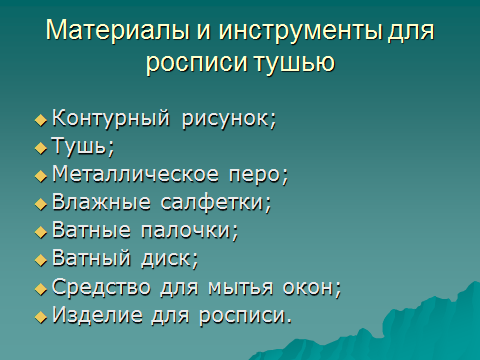 Материалы и инструменты для
росписи тушью
Контурный рисунок;
Тушь;
Металлическое перо;
Влажные салфетки;
Ватные палочки;
Ватный диск;
Средство для мытья окон;
Изделие для росписи.